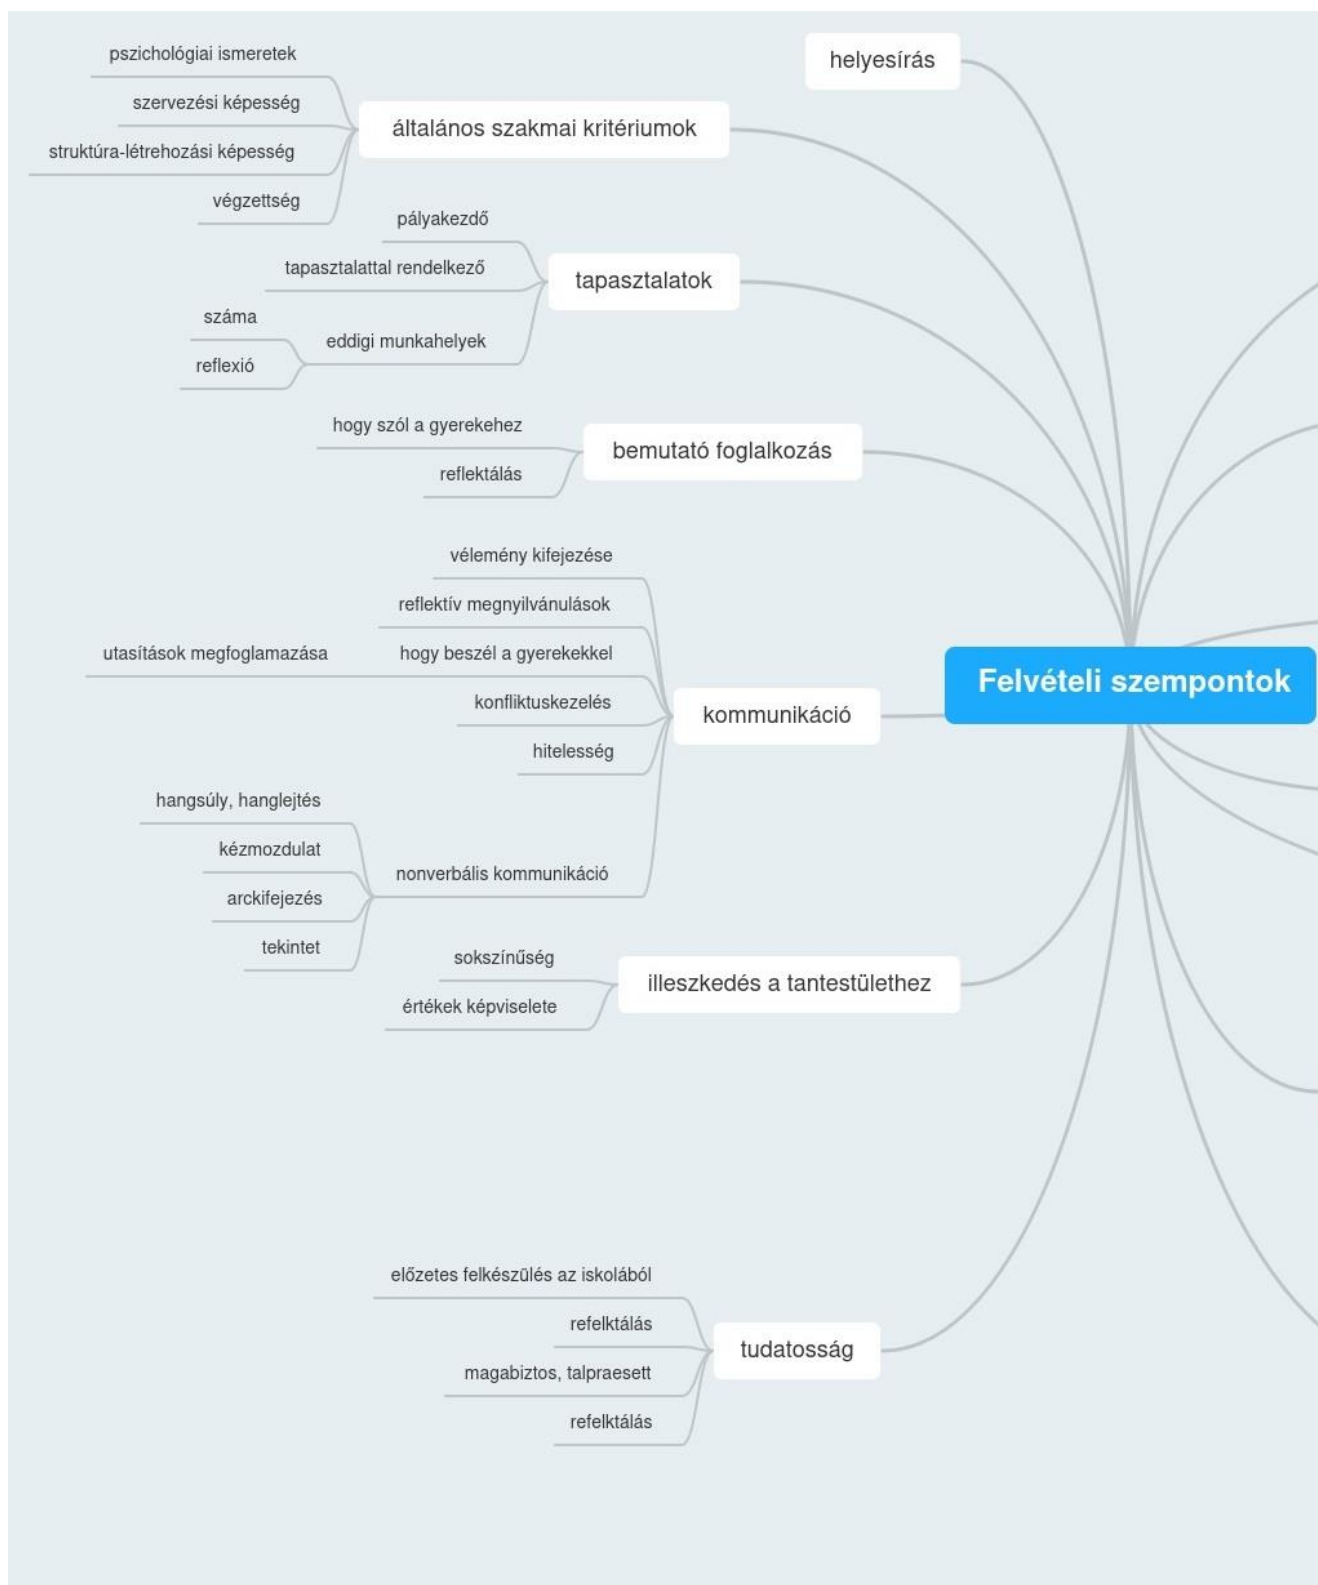 helyesírás
pszichológiai ismeretek
szervezési képesség
általános szakmai kritériumok
struktúra-létrehozási képesség
végzettség
pályakezdő
tapasztalattal rendelkező
tapasztalatok
száma
eddigi munkahelyek
reflexió
hogy szól a gyerekehez
bemutató foglalkozás
reflektálás
vélemény kifejezése
reflektív megnyilvánulások
utasítások megfoglamazása
hogy beszél a gyerekekkel
Felvételi szempontok
konfliktuskezelés
kommunikáció
hitelesség
hangsúly, hanglejtés
kézmozdulat
nonverbális kommunikáció
arckifejezés
tekintet
sokszínűség
illeszkedés a tantestülethez
értékek képviselete
előzetes felkészülés az iskolából
refelktálás
tudatosság
magabiztos, talpraesett
refelktálás